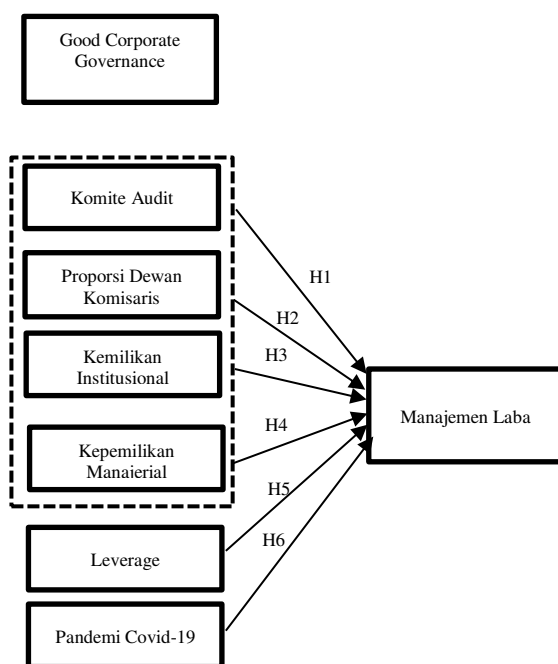 Good Corporate
Governance
Komite Audit
H1
Proporsi Dewan
Komisaris
H2
H3
Kemilikan
Institusional
Manajemen Laba
H4
Kepemilikan
Manaierial
H5
H6
Leverage
Pandemi Covid-19